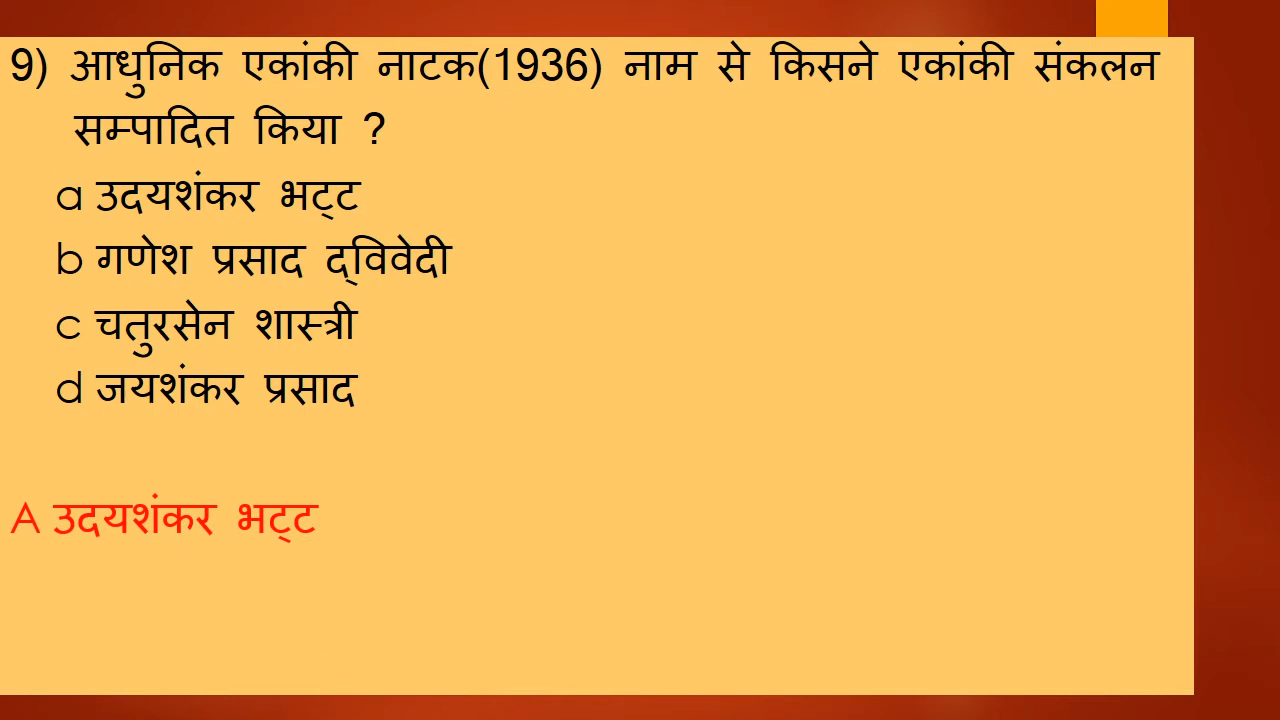 9) आधुनिक एकांकी नाटक(1936) नाम से किसने एकांकी संकलन
सम्पादित किया ?
a उदयशंकर भट्ट
b गणेश प्रसाद द्विवेदी
c चतुरसेन शास्त्री
d जयशंकर प्रसाद
A उदयशंकर भट्ट